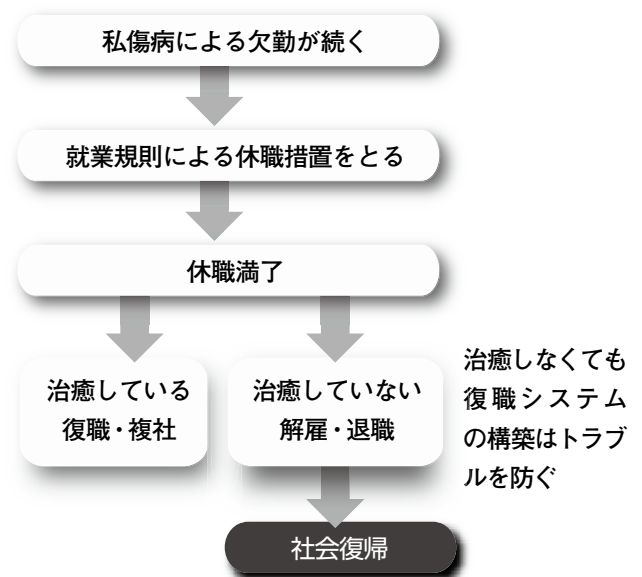 私傷病による欠勤が続く
就業規則による休職措置をとる
休職満了
治癒している
復職・複社
治癒していない
解雇・退職
治癒しなくても
復職システム
の構築はトラブ
ルを防ぐ
社会復帰